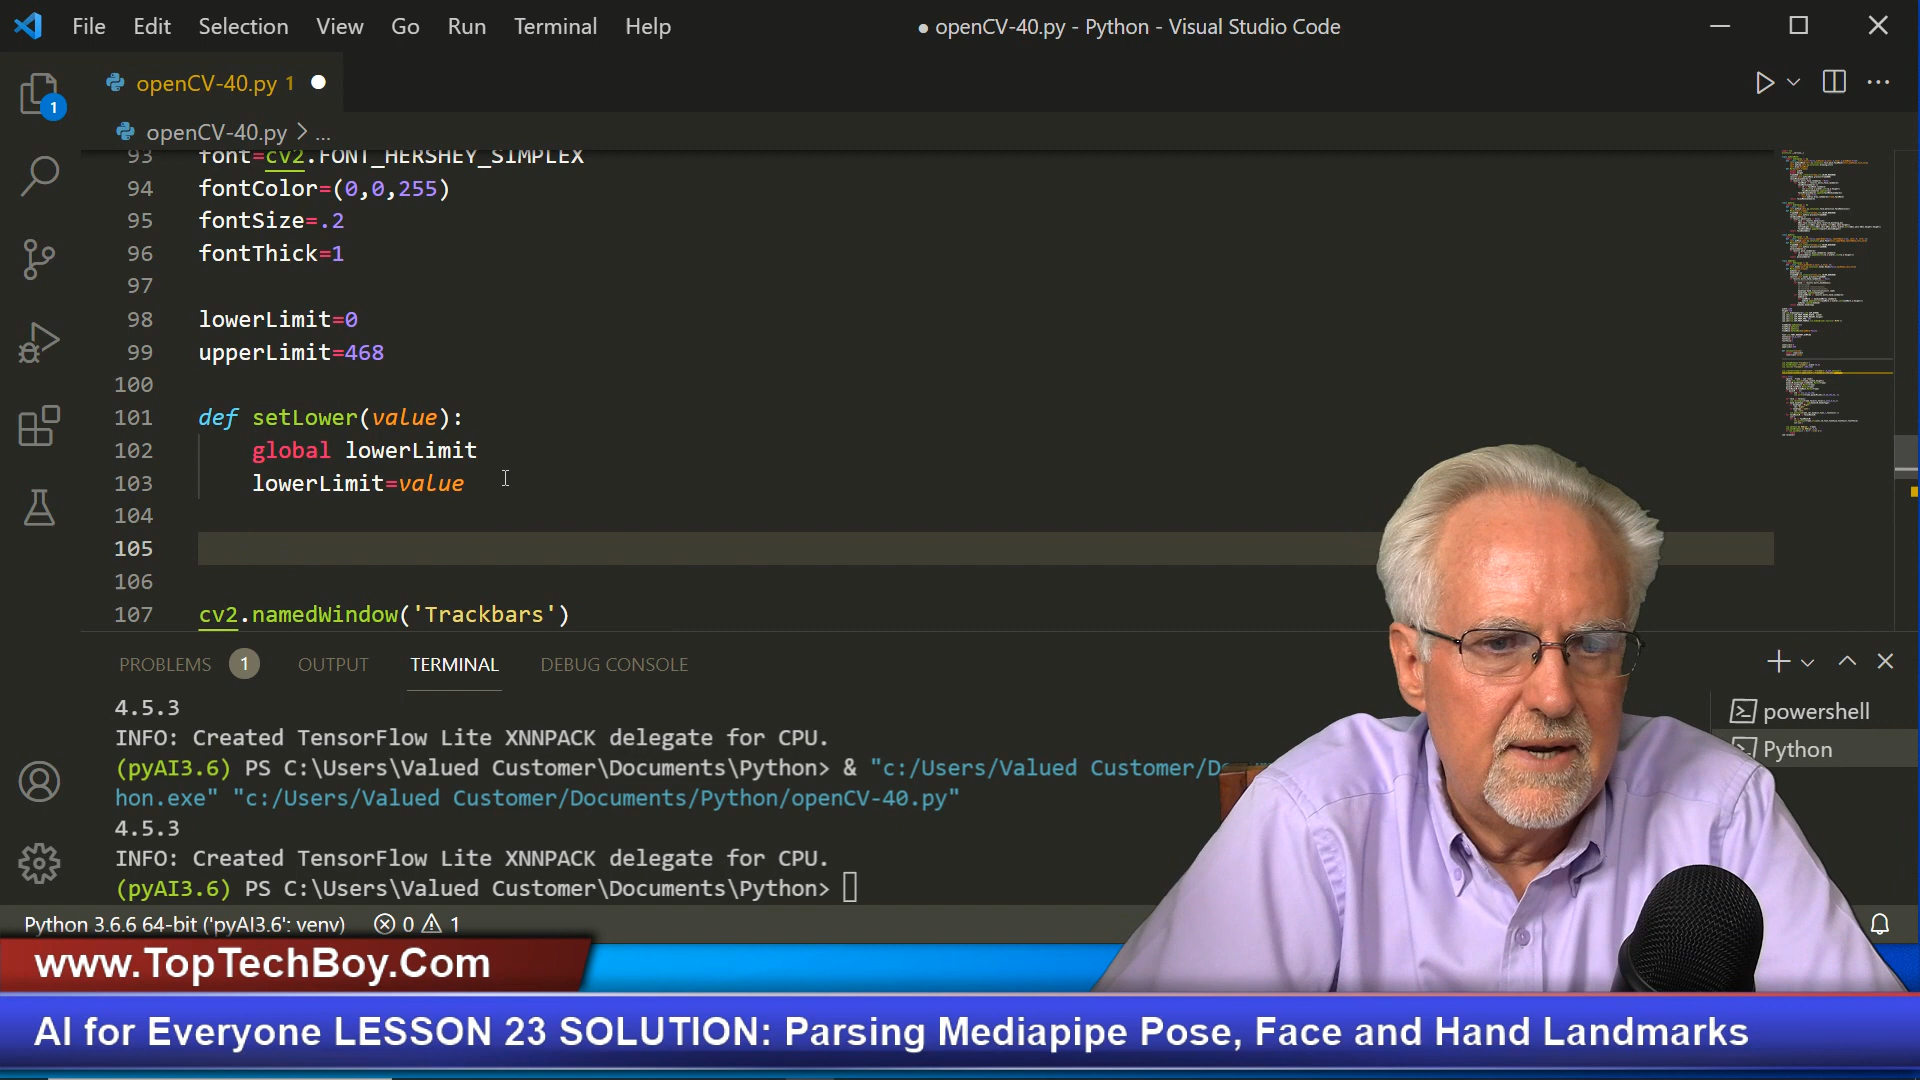 File Edit Selection View Go Run Terminal Help
● openCV-40.py - Python - Visual Studio Code
openCV-40.py 1
openCV-40.py > ...
93 font=cv2.FONT_HERSHEY_SIMPLEX
94 fontColor=(0,0,255)
95 fontSize=.2
96 fontThick=1
97
98 lowerLimit=0
99 upperLimit=468
100
101 def setLower(value):
102 global lowerLimit
103 lowerLimit=value
104
105
106
107 cv2.namedWindow('Trackbars')
1
PROBLEMS 1 OUTPUT TERMINAL DEBUG CONSOLE
4.5.3
INFO: Created TensorFlow Lite XNNPACK delegate for CPU.
(pyAI3.6) PS C:\Users\Valued Customer\Documents\Python> & "c:/Users/Valued Customer/
hon.exe" "c:/Users/Valued Customer/Documents/Python/openCV-40.py"
4.5.3
INFO: Created TensorFlow Lite XNNPACK delegate for CPU.
(pyAI3.6) PS C:\Users\Valued Customer\Documents\Python>
powershell
Python
Python 3.6.6 64-bit ('pyAI3.6': venv) 0 1
www.TopTechBoy.Com
AI for Everyone LESSON 23 SOLUTION: Parsing Mediapipe Pose, Face and Hand Landmarks